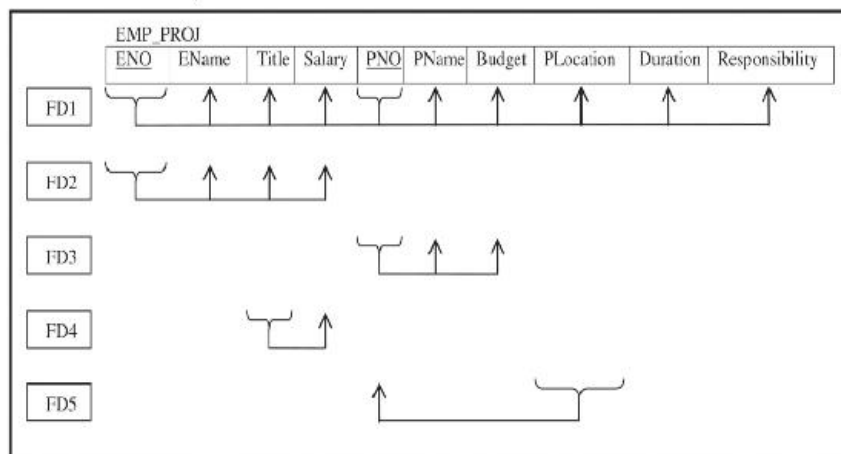 EMP_PROJ
ENO EName Title Salary PNO PName Budget PLocation Duration Responsibility
FD1
FD2
FD3
FD4
FD5